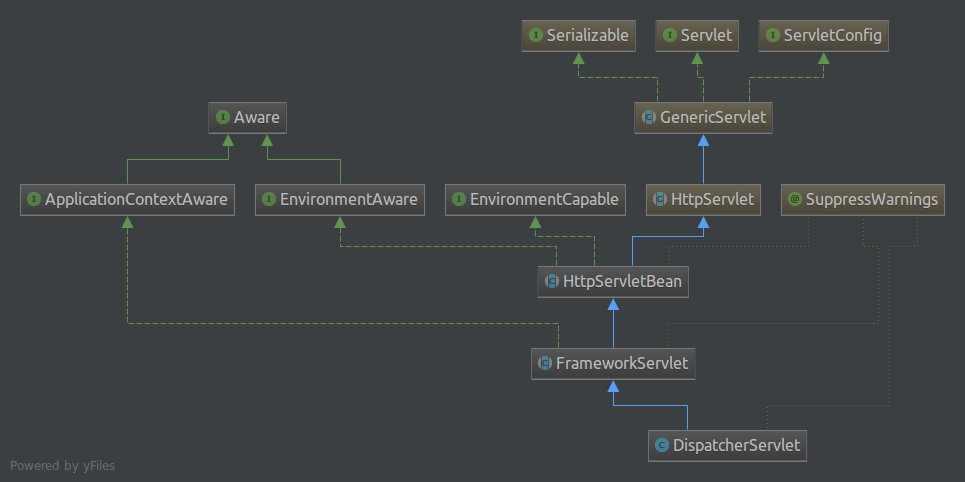 Serializable
Servlet
ServletConfig
Aware
GenericServlet
ApplicationContextAware
EnvironmentAware
EnvironmentCapable
HttpServlet
SuppressWarnings
HttpServletBean
FrameworkServlet
DispatcherServlet
Powered by yFiles